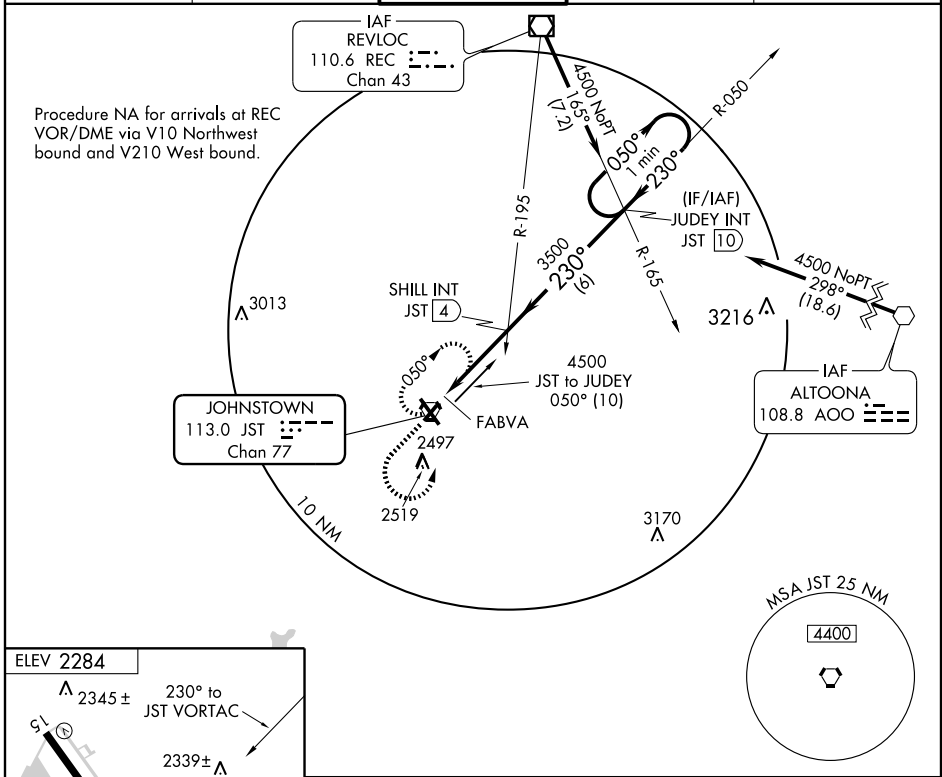 IAF
REVLOC
110.6 REC
Chan 43
Procedure NA for arrivals at REC
VOR/DME via V10 Northwest
bound and V210 West bound.
4500 NoPT
165°
(7.2)
R-050
050°
1 min
230°
(IF/IAF)
JUDEY INT
JST 10
R-195
R-165
3500
230°
(6)
4500 NoPT
298°
(18.6)
SHILL INT
JST 4
3013
3216
IAF
ALTOONA
108.8 AOO
050°
4500
JST to JUDEY
050° (10)
FABVA
JOHNSTOWN
113.0 JST
Chan 77
2497
2519
10 NM
3170
MSA JST 25 NM
4400
ELEV 2284
2345±
230° to
JST VORTAC
15
V
2339±